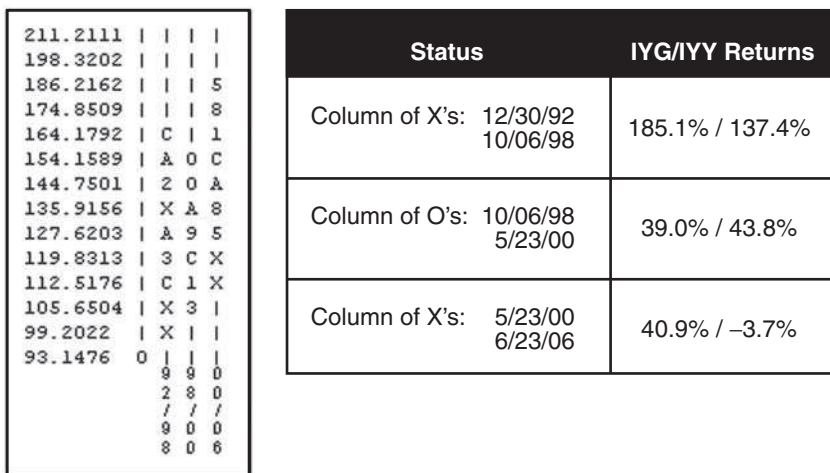 211.2111 | | | |
198.3202 | | | |
186.2162 | | | 5
174.8509 | | | 8
164.1792 | C | 1
154.1589 | A O C
144.7501 | 2 O A
135.9156 | X A 8
127.6203 | A 9 5
119.8313 | 3 C X
112.5176 | C 1 X
105.6504 | X 3 |
99.2022 | X | |
93.1476 O | | |
9 9 0
2 8 0
/ / /
9 0 0
8 0 6
Status IYG/IYY Returns
Column of X's: 12/30/92
10/06/98
185.1% / 137.4%
Column of O's: 10/06/98
5/23/00
39.0% / 43.8%
Column of X's: 5/23/00
6/23/06
40.9% / –3.7%